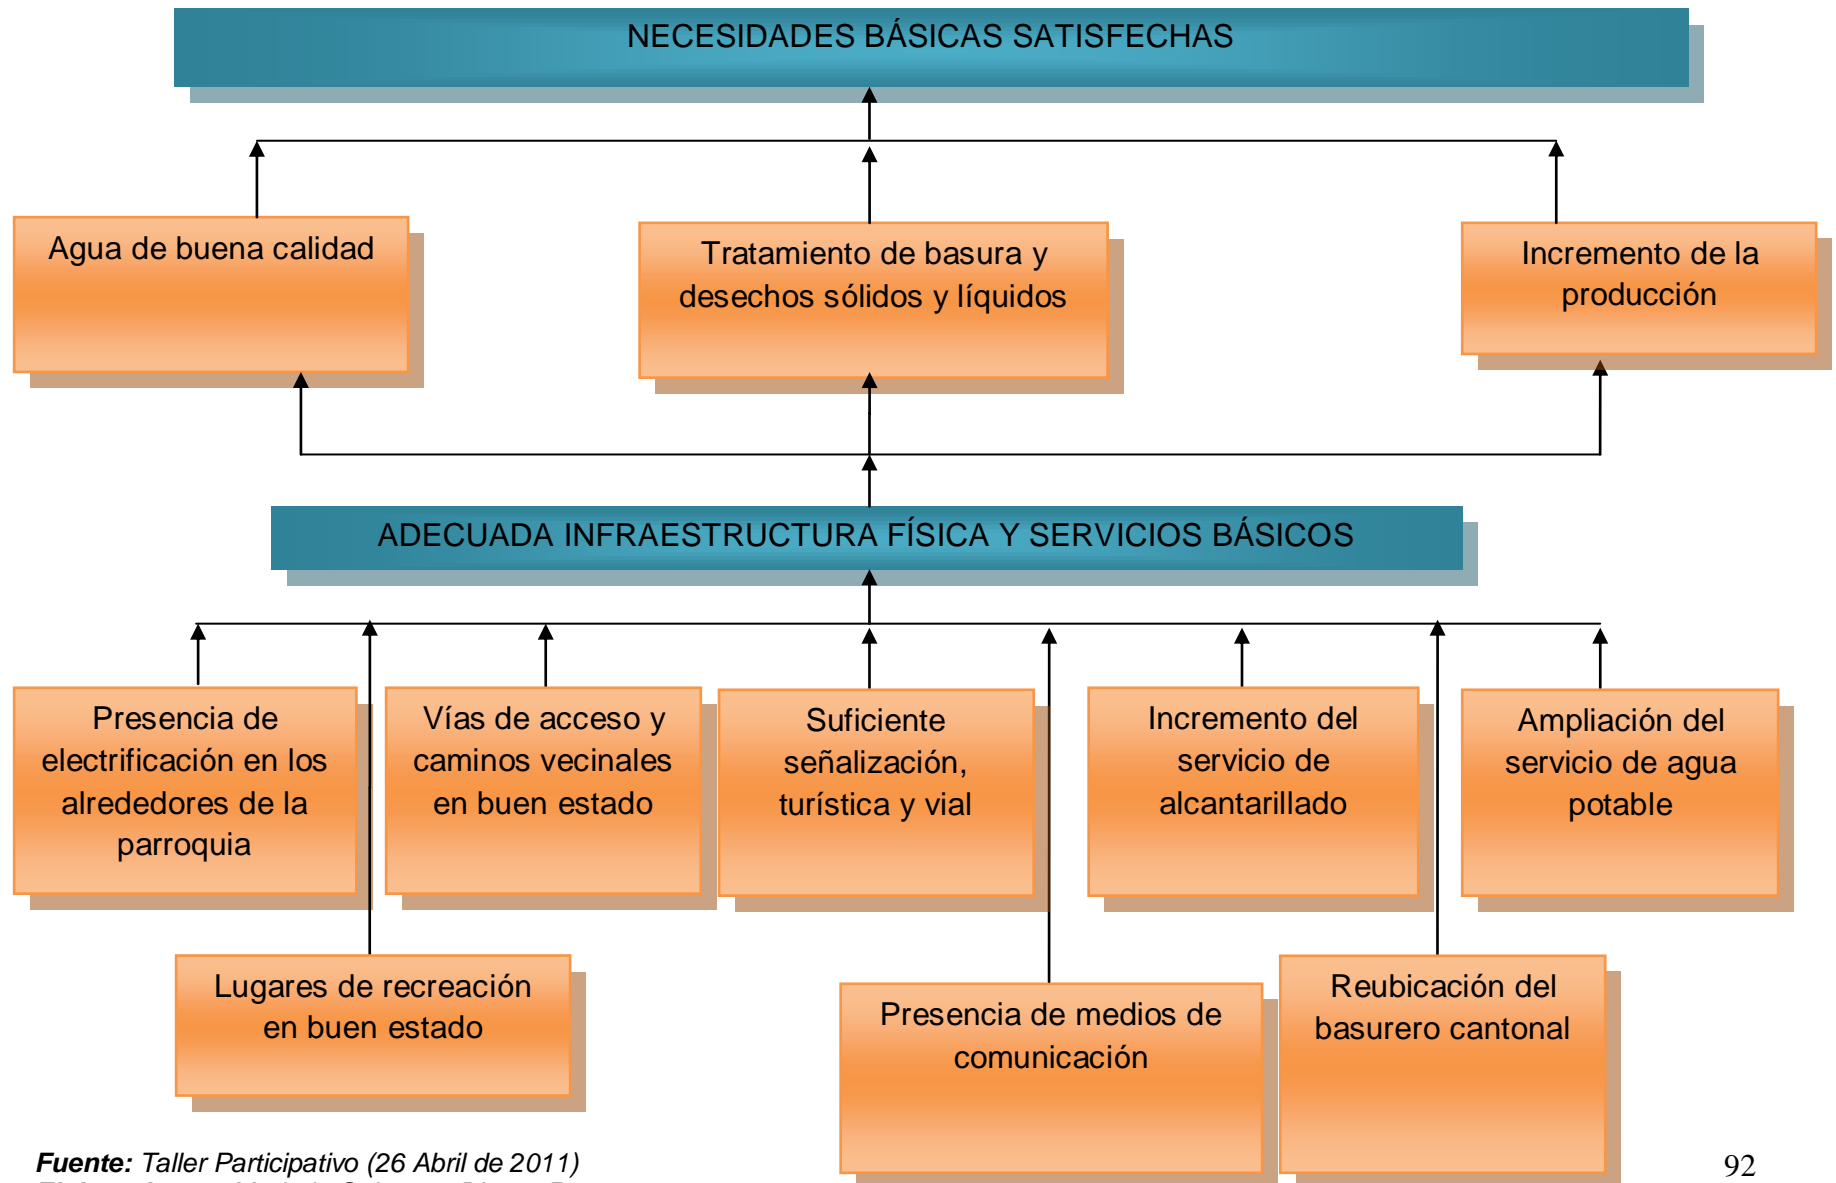 NECESIDADES BÁSICAS SATISFECHAS
Agua de buena calidad
Tratamiento de basura y
desechos sólidos y líquidos
Incremento de la
producción
ADECUADA INFRAESTRUCTURA FÍSICA Y SERVICIOS BÁSICOS
Presencia de
electrificación en los
alrededores de la
parroquia
Vías de acceso y
caminos vecinales
en buen estado
Suficiente
señalización,
turística y vial
Incremento del
servicio de
alcantarillado
Ampliación del
servicio de agua
potable
Lugares de recreación
en buen estado
Presencia de medios de
comunicación
Reubicación del
basurero cantonal
Fuente: Taller Participativo (26 Abril de 2011)
92